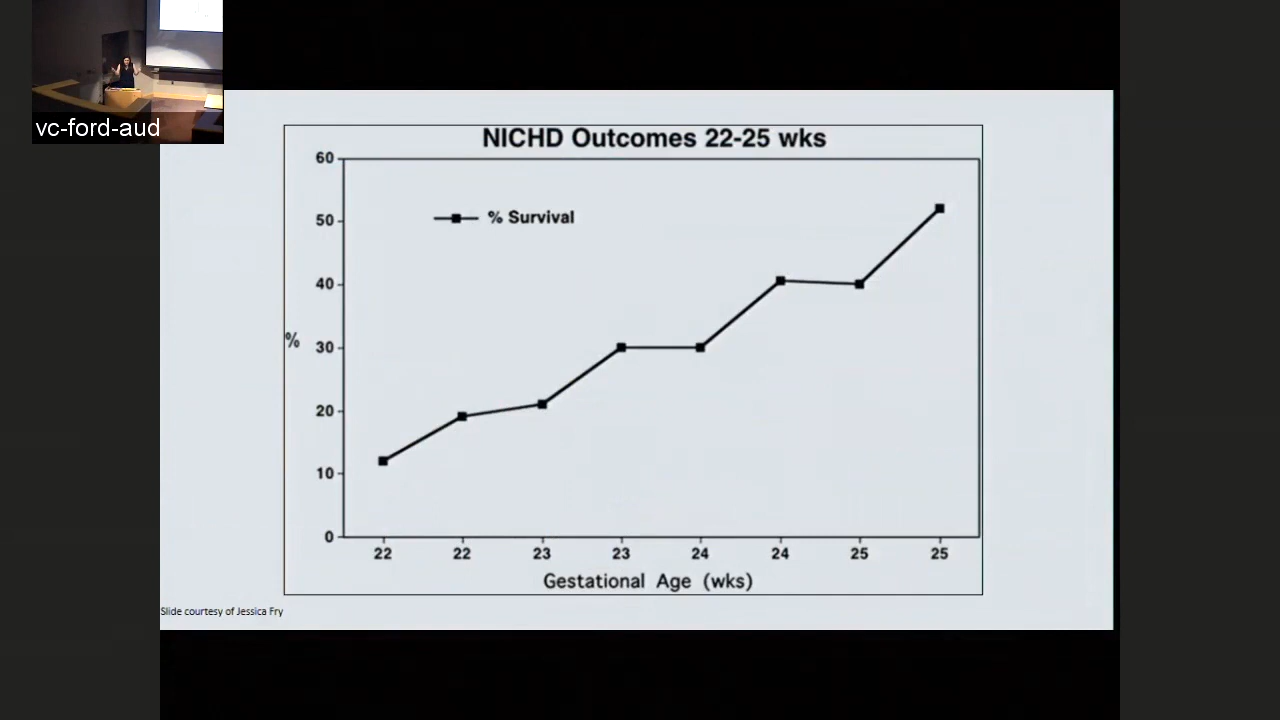 vc-ford-aud
NICHD Outcomes 22-25 wks
60
50
40
30
20
10
0
%
% Survival
22 22 23 23 24 24 25 25
Gestational Age (wks)
Slide courtesy of Jessica Fry